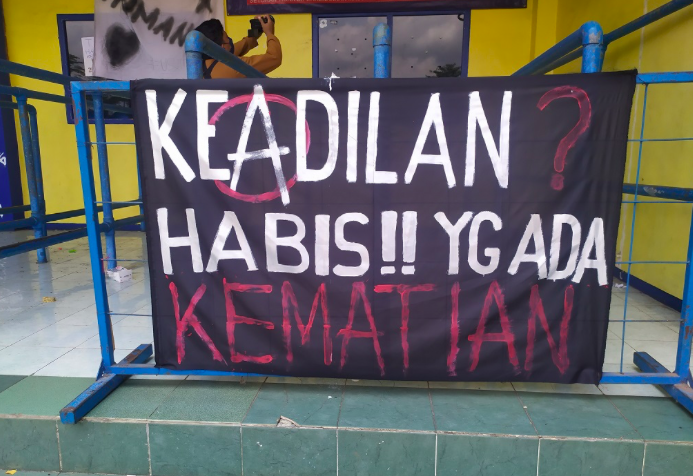 KEADILAN ?
HABIS!! YG ADA
KEMATIAN